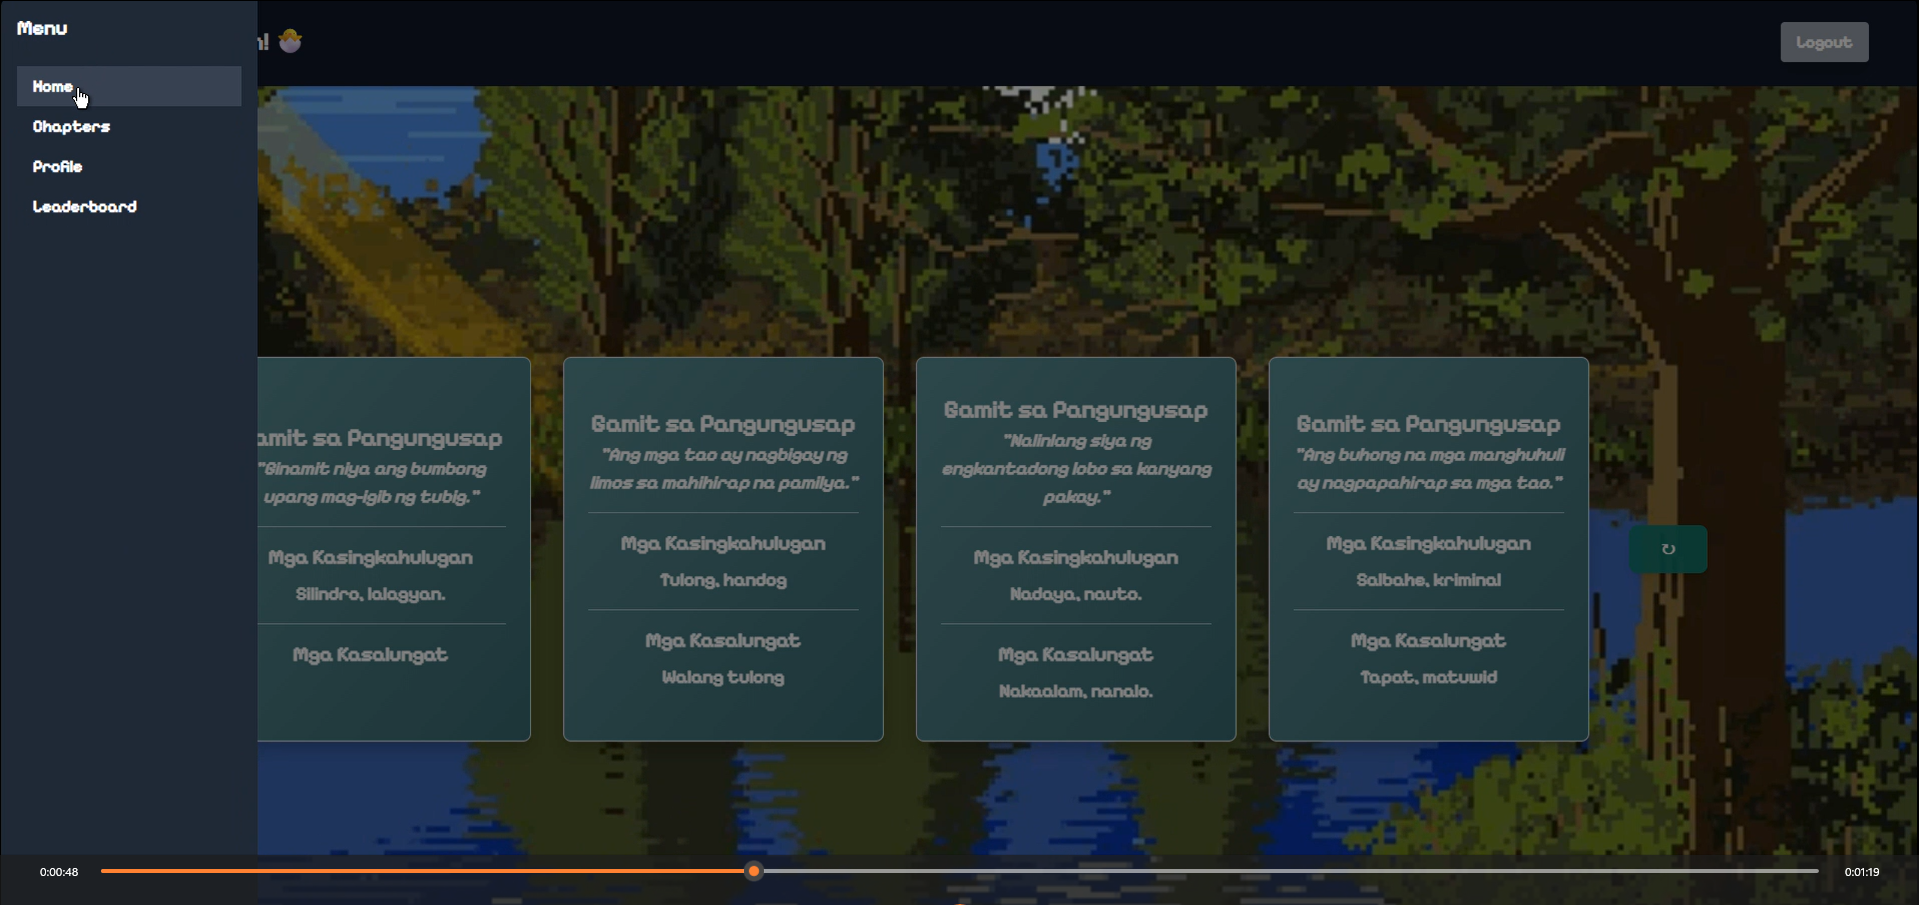 Menu
Home
Chapters
Profile
Leaderboard
!
Logout
amit sa Pangungusap
"Ginamit niya ang bumbong
upang mag-igib ng tubig."
Mga Kasingkahulugan
Silindro, lalagyan.
Mga Kasalungat
Gamit sa Pangungusap
"Ang mga tao ay nagbigay ng
limos sa mahihirap na pamilya."
Mga Kasingkahulugan
Tulong, handog
Mga Kasalungat
Walang tulong
Gamit sa Pangungusap
"Nalinlang siya ng
engkantadong lobo sa kanyang
pakay."
Mga Kasingkahulugan
Nadaya, nauto.
Mga Kasalungat
Nakaalam, nanalo.
Gamit sa Pangungusap
"Ang buhong na mga manghuhuli
ay nagpapahirap sa mga tao."
Mga Kasingkahulugan
Salbahe, kriminal
Mga Kasalungat
Tapat, matuwid
↻
0:00:48
0:01:19